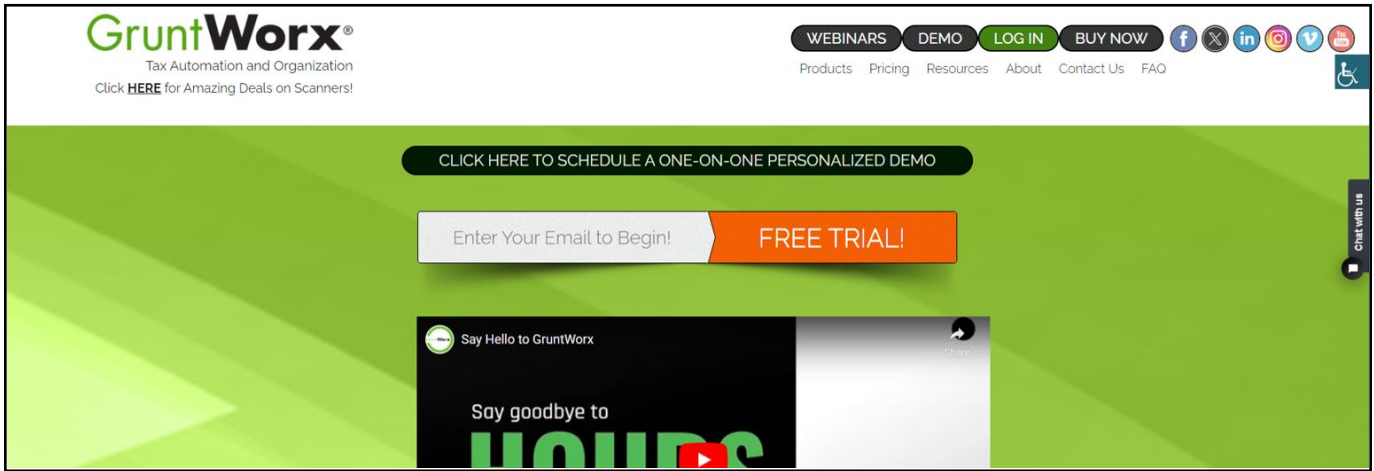 GruntWorx®
Tax Automation and Organization
Click HERE for Amazing Deals on Scanners!
WEBINARS DEMO LOG IN BUY NOW
Products Pricing Resources About Contact Us FAQ
CLICK HERE TO SCHEDULE A ONE-ON-ONE PERSONALIZED DEMO
Enter Your Email to Begin! FREE TRIAL!
Chat with us
Say Hello to GruntWorx
Share
Say goodbye to
HOURS